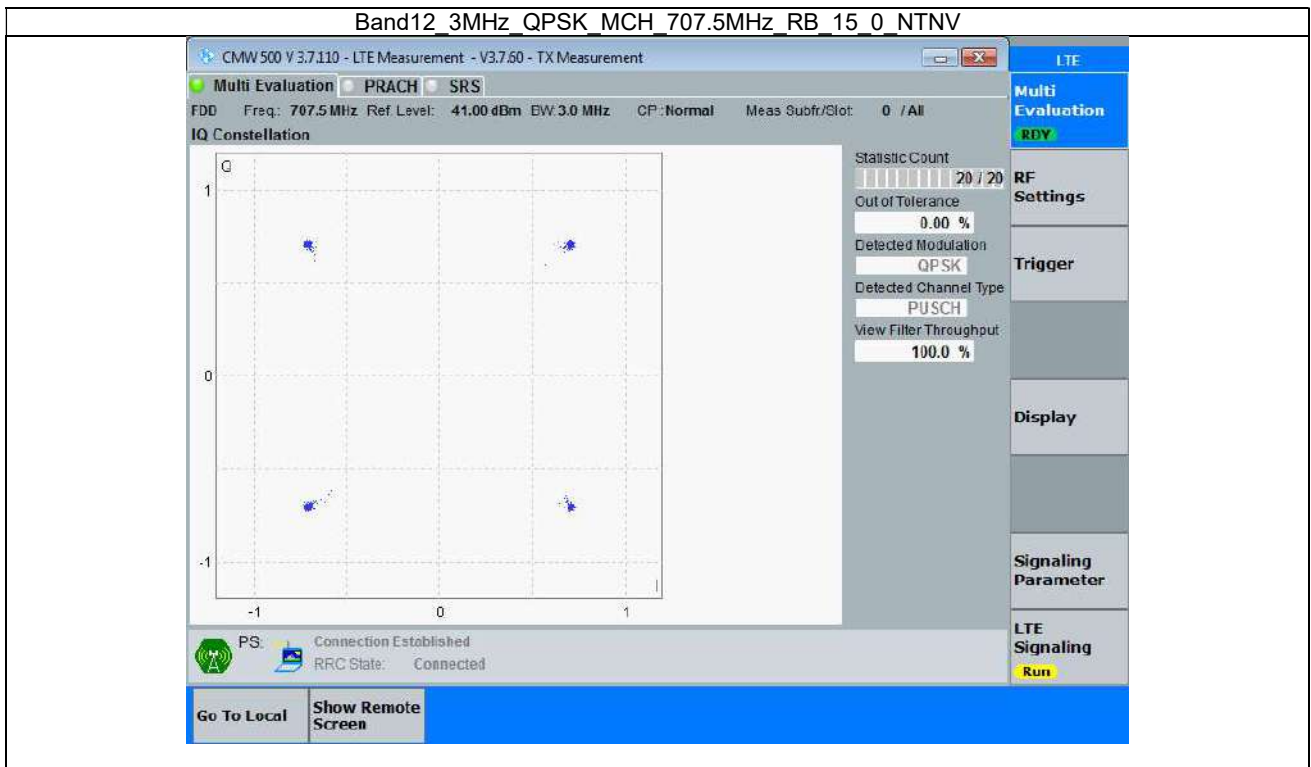 Band12_3MHz_QPSK_MCH_707.5MHz_RB_15_0_NTNV
CMW 500 V 3.7.110 - LTE Measurement - V3.7.60 - TX Measurement
LTE
Multi Evaluation PRACH SRS
FDD Freq.: 707.5 MHz Ref. Level: 41.00 dBm BW: 3.0 MHz CP: Normal Meas Subfr/Slot: 0 / All
IQ Constellation
Multi
Evaluation
RDY
Q
1
0
-1
-1 0 1
I
Statistic Count
20 / 20
Out of Tolerance
0.00 %
Detected Modulation
QPSK
Detected Channel Type
PUSCH
View Filter Throughput
100.0 %
RF
Settings
Trigger
Display
Signaling
Parameter
LTE
Signaling
Run
PS: Connection Established
RRC State: Connected
Go To Local
Show Remote
Screen